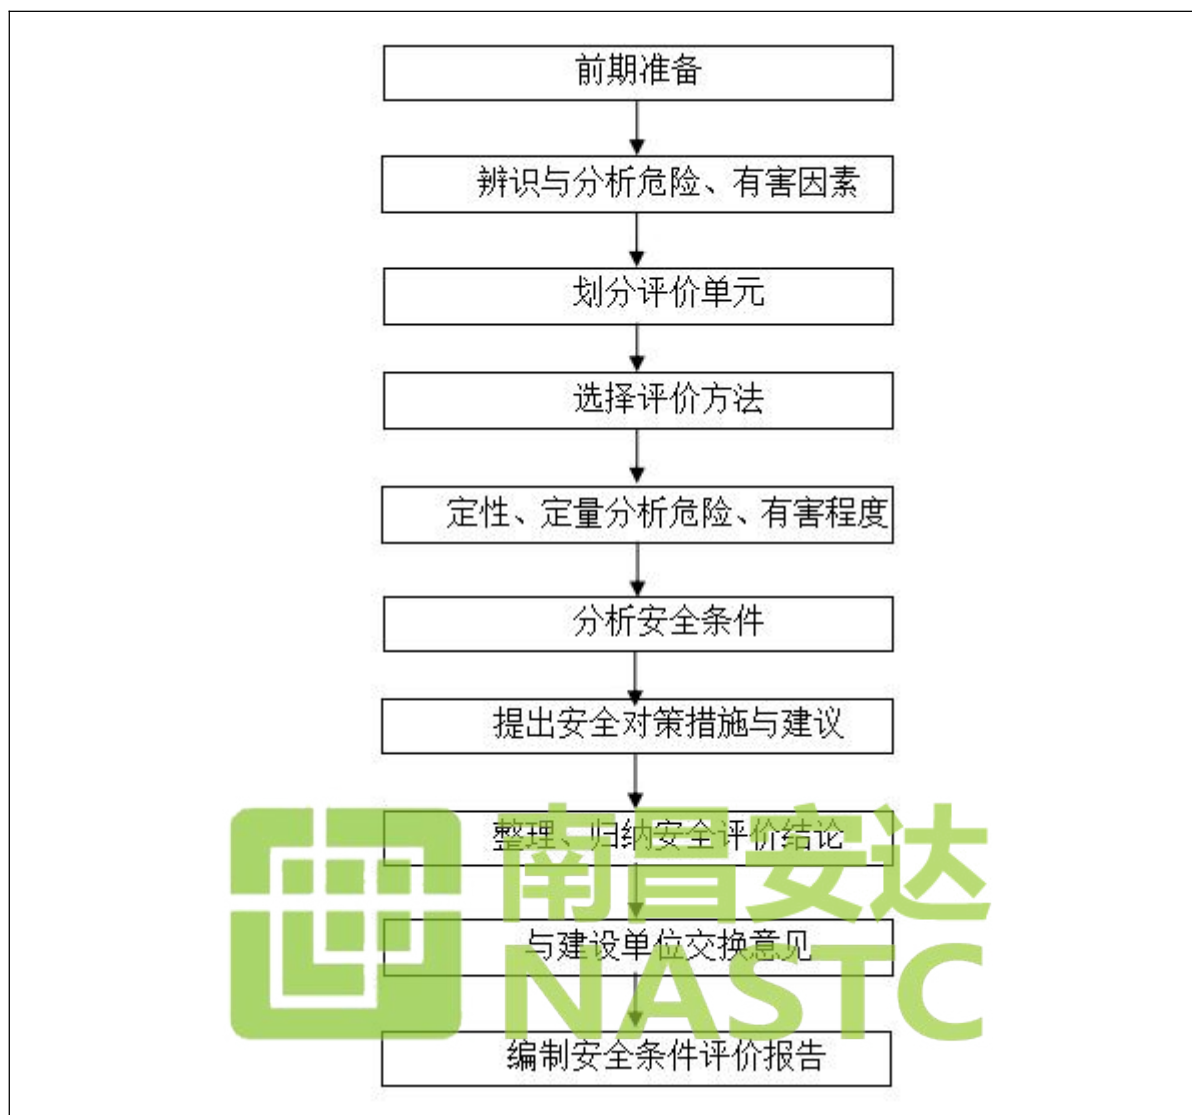 前期准备
辨识与分析危险、有害因素
划分评价单元
选择评价方法
定性、定量分析危险、有害程度
分析安全条件
提出安全对策措施与建议
整理、归纳安全评价结论
南昌安达
与建设单位交换意见
NASTC
编制安全条件评价报告